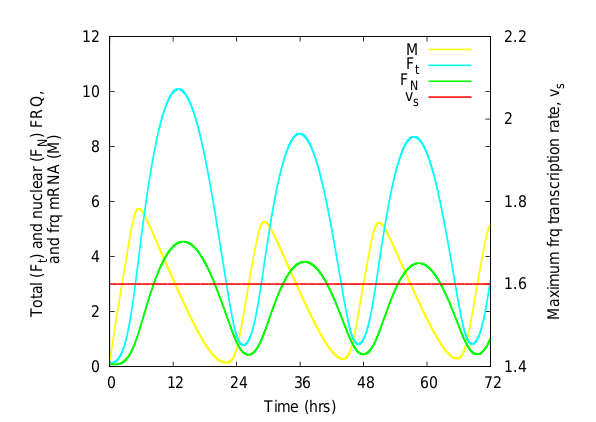 12
10
8
6
4
2
0
2.2
2
1.8
1.6
1.4
0 12 24 36 48 60 72
Time (hrs)
Total (Ft) and nuclear (FN) FRQ,
and frq mRNA (M)
Maximum frq transcription rate, vs
M
Ft
FN
vs